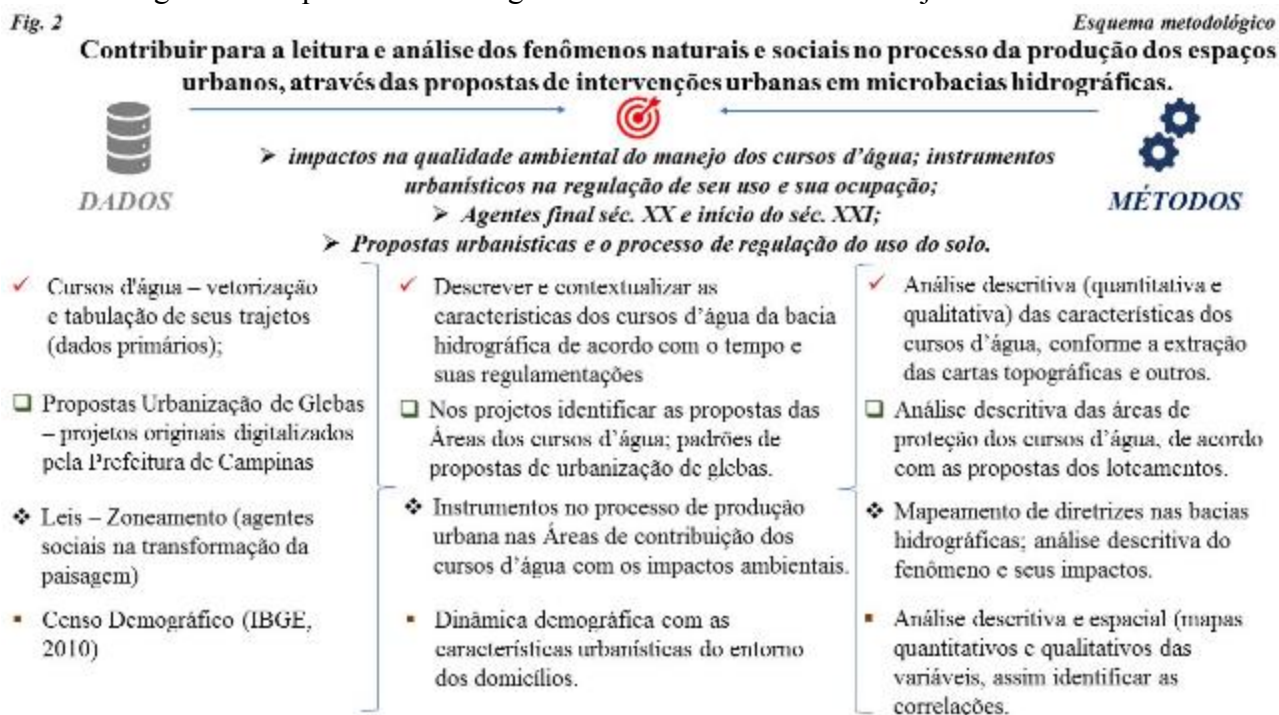 Fig. 2
Esquema metodológico
Contribuir para a leitura e análise dos fenômenos naturais e sociais no processo da produção dos espaços
urbanos, através das propostas de intervenções urbanas em microbacias hidrográficas.
DADOS
MÉTODOS
➢ impactos na qualidade ambiental do manejo dos cursos d'água; instrumentos
urbanísticos na regulação de seu uso e sua ocupação;
➢ Agentes final séc. XX e início do séc. XXI;
➢ Propostas urbanísticas e o processo de regulação do uso do solo.
✓ Cursos d'água – vetorização
e tabulação de seus trajetos
(dados primários);
❑ Propostas Urbanização de Glebas
– projetos originais digitalizados
pela Prefeitura de Campinas
❖ Leis – Zoneamento (agentes
sociais na transformação da
paisagem)
▪ Censo Demográfico (IBGE,
2010)
✓ Descrever e contextualizar as
características dos cursos d'água da bacia
hidrográfica de acordo com o tempo e
suas regulamentações
❑ Nos projetos identificar as propostas das
Áreas dos cursos d'água; padrões de
propostas de urbanização de glebas.
❖ Instrumentos no processo de produção
urbana nas Áreas de contribuição dos
cursos d'água com os impactos ambientais.
▪ Dinâmica demográfica com as
características urbanísticas do entorno
dos domicílios.
✓ Análise descritiva (quantitativa e
qualitativa) das características dos
cursos d'água, conforme a extração
das cartas topográficas e outros.
❑ Análise descritiva das áreas de
proteção dos cursos d'água, de acordo
com as propostas dos loteamentos.
❖ Mapeamento de diretrizes nas bacias
hidrográficas; análise descritiva do
fenômeno e seus impactos.
▪ Análise descritiva e espacial (mapas
quantitativos e qualitativos das
variáveis, assim identificar as
correlações.